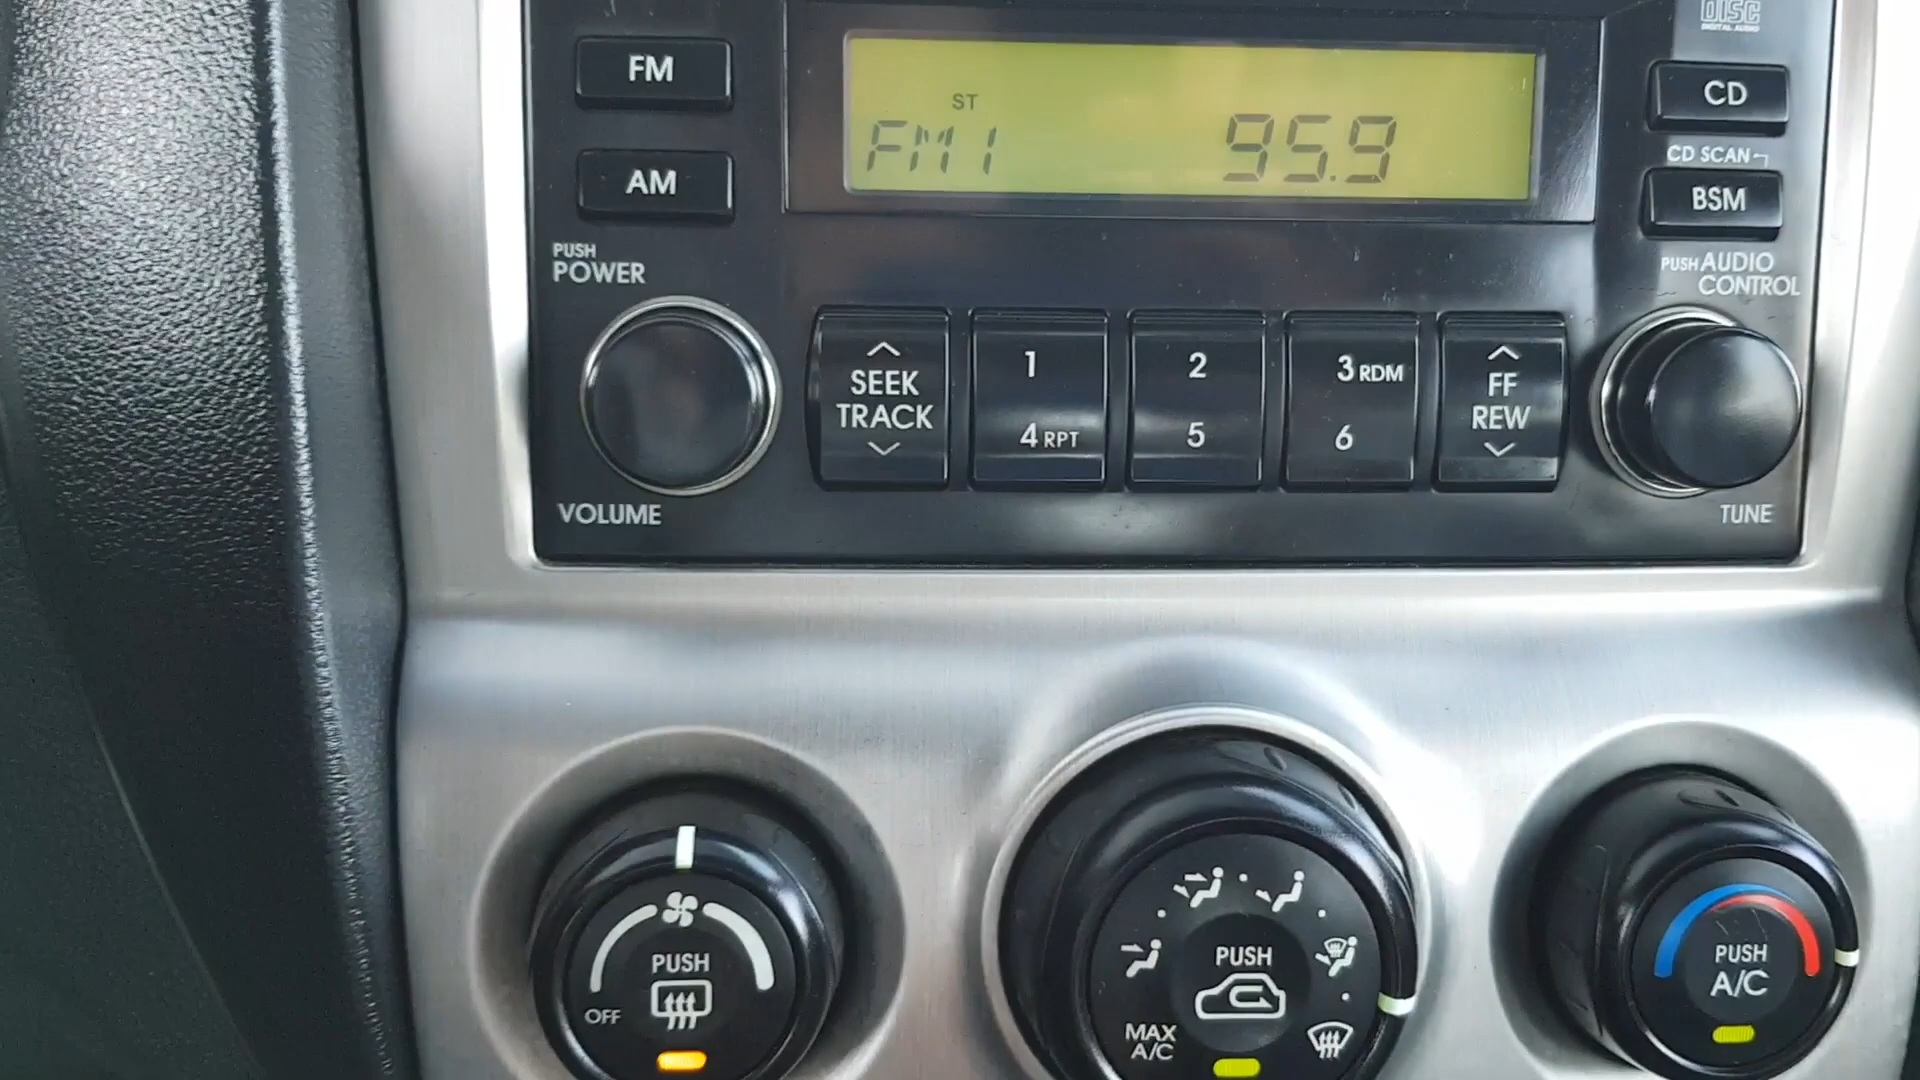 DISC
DIGITAL AUDIO
FM
ST
FM1 95.9
CD
CD SCAN
AM
BSM
PUSH
POWER
PUSH AUDIO
CONTROL
SEEK
TRACK
1
4 RPT
2
5
3 RDM
6
FF
REW
VOLUME
TUNE
PUSH
OFF
PUSH
MAX
A/C
PUSH
A/C